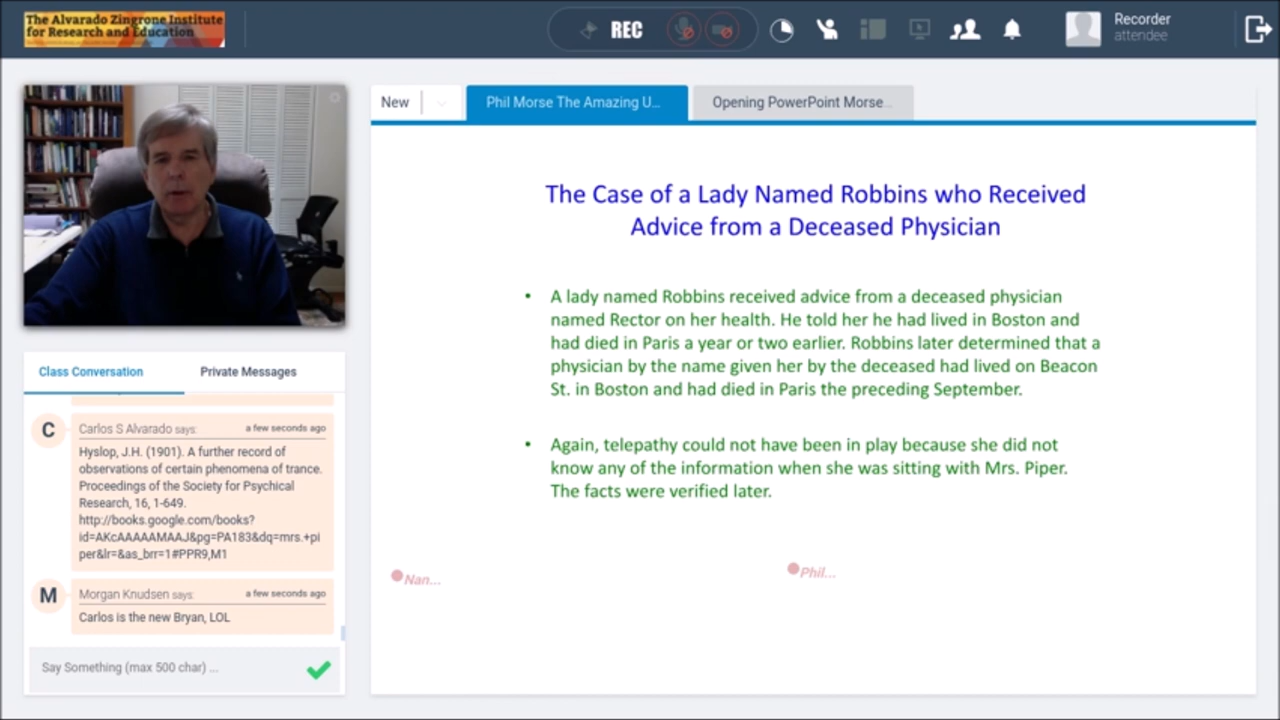 The Alvarado Zingrone Institute
for Research and Education
REC
Recorder
attendee
New
Phil Morse The Amazing U...
Opening PowerPoint Morse...
The Case of a Lady Named Robbins who Received
Advice from a Deceased Physician
• A lady named Robbins received advice from a deceased physician
named Rector on her health. He told her he had lived in Boston and
had died in Paris a year or two earlier. Robbins later determined that a
physician by the name given her by the deceased had lived on Beacon
St. in Boston and had died in Paris the preceding September.
• Again, telepathy could not have been in play because she did not
know any of the information when she was sitting with Mrs. Piper.
The facts were verified later.
Nan...
Phil...
Class Conversation
Private Messages
C
Carlos S Alvarado says:
a few seconds ago
Hyslop, J.H. (1901). A further record of
observations of certain phenomena of trance.
Proceedings of the Society for Psychical
Research, 16, 1-649.
http://books.google.com/books?
id=AKcAAAAAMAAJ&pg=PA183&dq=mrs.+pi
per&lr=&as_brr=1#PPR9,M1
M
Morgan Knudsen says:
a few seconds ago
Carlos is the new Bryan, LOL
Say Something (max 500 char) ...